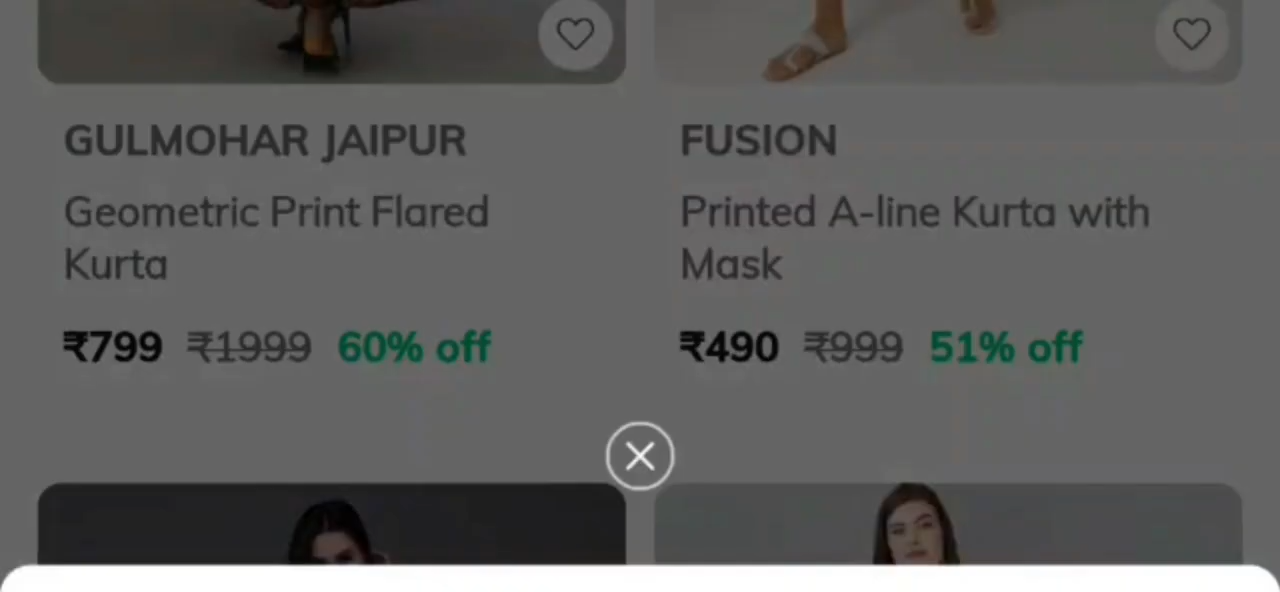 GULMOHAR JAIPUR
Geometric Print Flared
Kurta
₹799 ₹1999 60% off
FUSION
Printed A-line Kurta with
Mask
₹490 ₹999 51% off